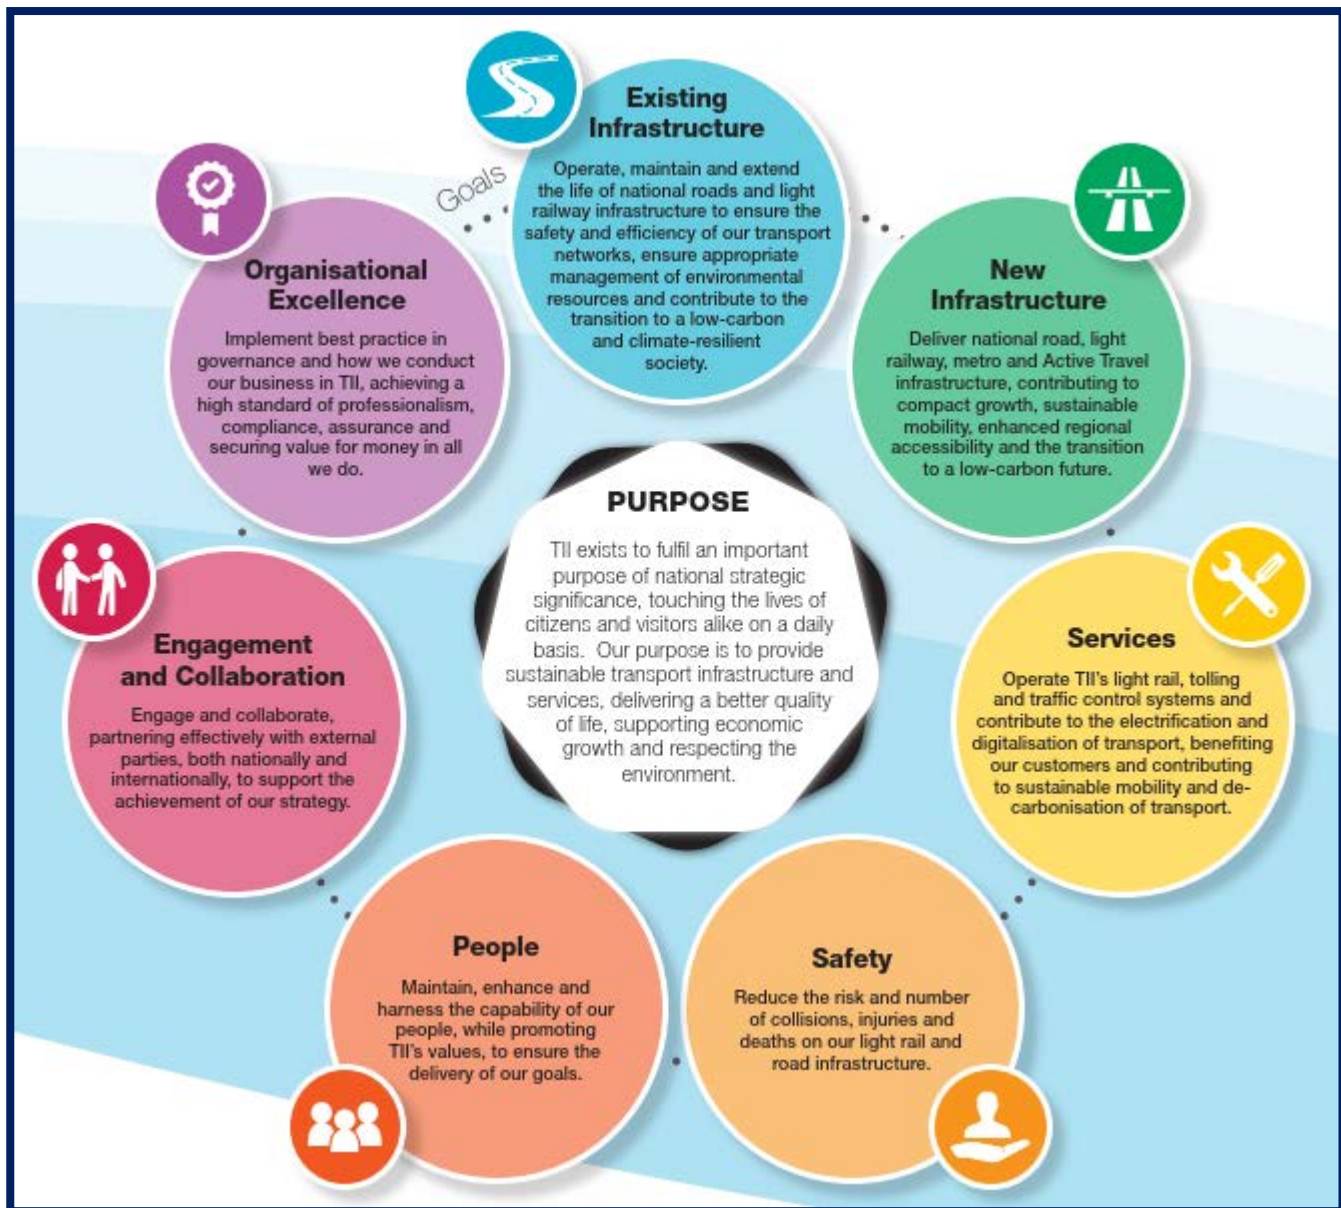 Goals
Existing
Infrastructure
Operate, maintain and extend
the life of national roads and light
railway infrastructure to ensure the
safety and efficiency of our transport
networks, ensure appropriate
management of environmental
resources and contribute to the
transition to a low-carbon
and climate-resilient
society.
New
Infrastructure
Deliver national road, light
railway, metro and Active Travel
infrastructure, contributing to
compact growth, sustainable
mobility, enhanced regional
accessibility and the transition
to a low-carbon future.
Services
Operate TII's light rail, tolling
and traffic control systems and
contribute to the electrification and
digitalisation of transport, benefiting
our customers and contributing
to sustainable mobility and de-
carbonisation of transport.
Safety
Reduce the risk and number
of collisions, injuries and
deaths on our light rail and
road infrastructure.
People
Maintain, enhance and
harness the capability of our
people, while promoting
TII's values, to ensure the
delivery of our goals.
Engagement
and Collaboration
Engage and collaborate,
partnering effectively with external
parties, both nationally and
internationally, to support the
achievement of our strategy.
Organisational
Excellence
Implement best practice in
governance and how we conduct
our business in TII, achieving a
high standard of professionalism,
compliance, assurance and
securing value for money in all
we do.
PURPOSE
TII exists to fulfil an important
purpose of national strategic
significance, touching the lives of
citizens and visitors alike on a daily
basis. Our purpose is to provide
sustainable transport infrastructure and
services, delivering a better quality
of life, supporting economic
growth and respecting the
environment.